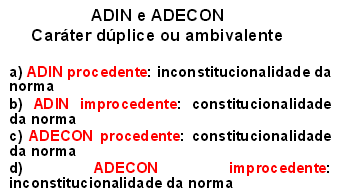 ADIN e ADECON
Caráter dúplice ou ambivalente
a) ADIN procedente: inconstitucionalidade da
norma
b) ADIN improcedente: constitucionalidade
da norma
c) ADECON procedente: constitucionalidade
da norma
d) ADECON improcedente:
inconstitucionalidade da norma